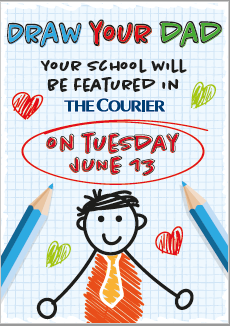 DRAW YOUR DAD
YOUR SCHOOL WILL
BE FEATURED IN
THE COURIER
ON TUESDAY
JUNE 13